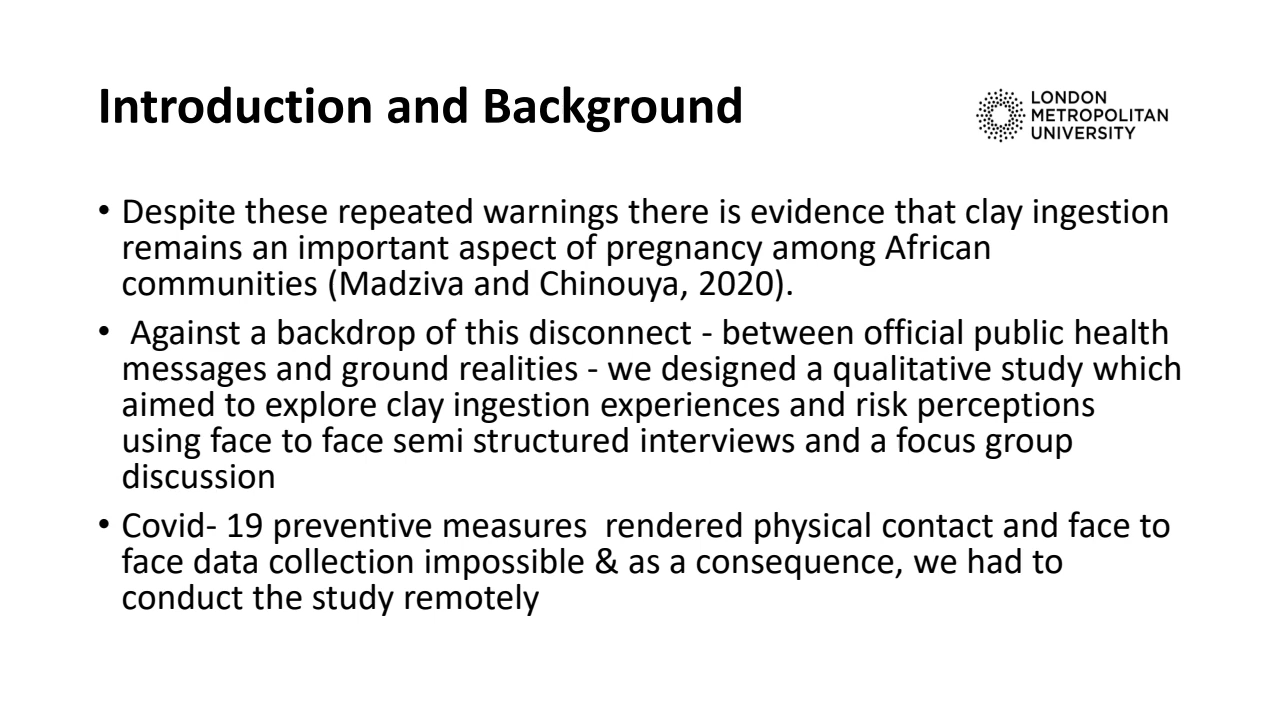 Introduction and Background
LONDON
METROPOLITAN
UNIVERSITY
• Despite these repeated warnings there is evidence that clay ingestion
remains an important aspect of pregnancy among African
communities (Madziva and Chinouya, 2020).
• Against a backdrop of this disconnect - between official public health
messages and ground realities - we designed a qualitative study which
aimed to explore clay ingestion experiences and risk perceptions
using face to face semi structured interviews and a focus group
discussion
• Covid- 19 preventive measures  rendered physical contact and face to
face data collection impossible & as a consequence, we had to
conduct the study remotely